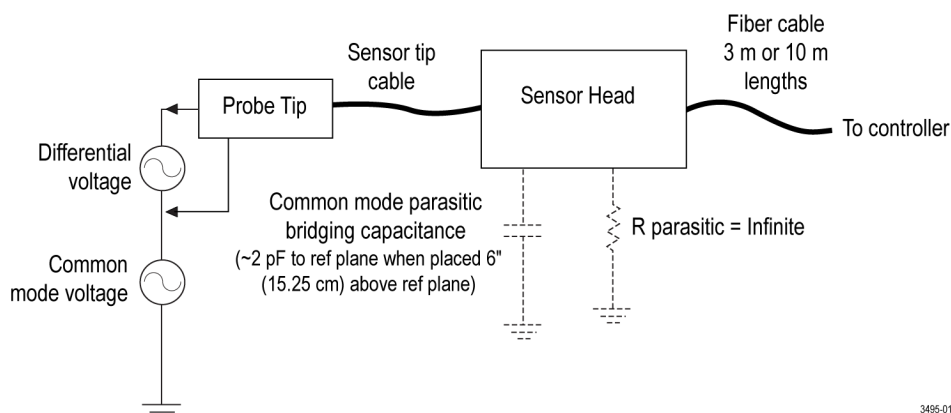 Fiber cable
3 m or 10 m
lengths
Sensor tip
cable
Probe Tip
Sensor Head
To controller
Differential
voltage
Common mode parasitic
bridging capacitance
(~2 pF to ref plane when placed 6"
(15.25 cm) above ref plane)
R parasitic = Infinite
Common
mode voltage
3495-01